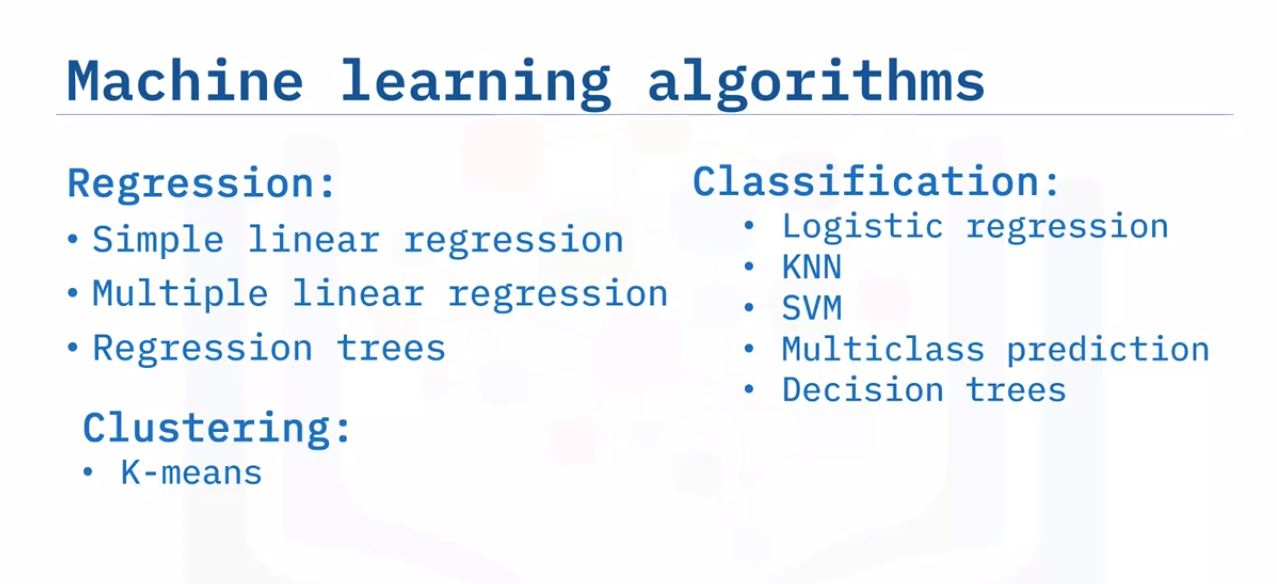 Machine learning algorithms
Regression:
• Simple linear regression
• Multiple linear regression
• Regression trees
Clustering:
• K-means
Classification:
• Logistic regression
• KNN
• SVM
• Multiclass prediction
• Decision trees